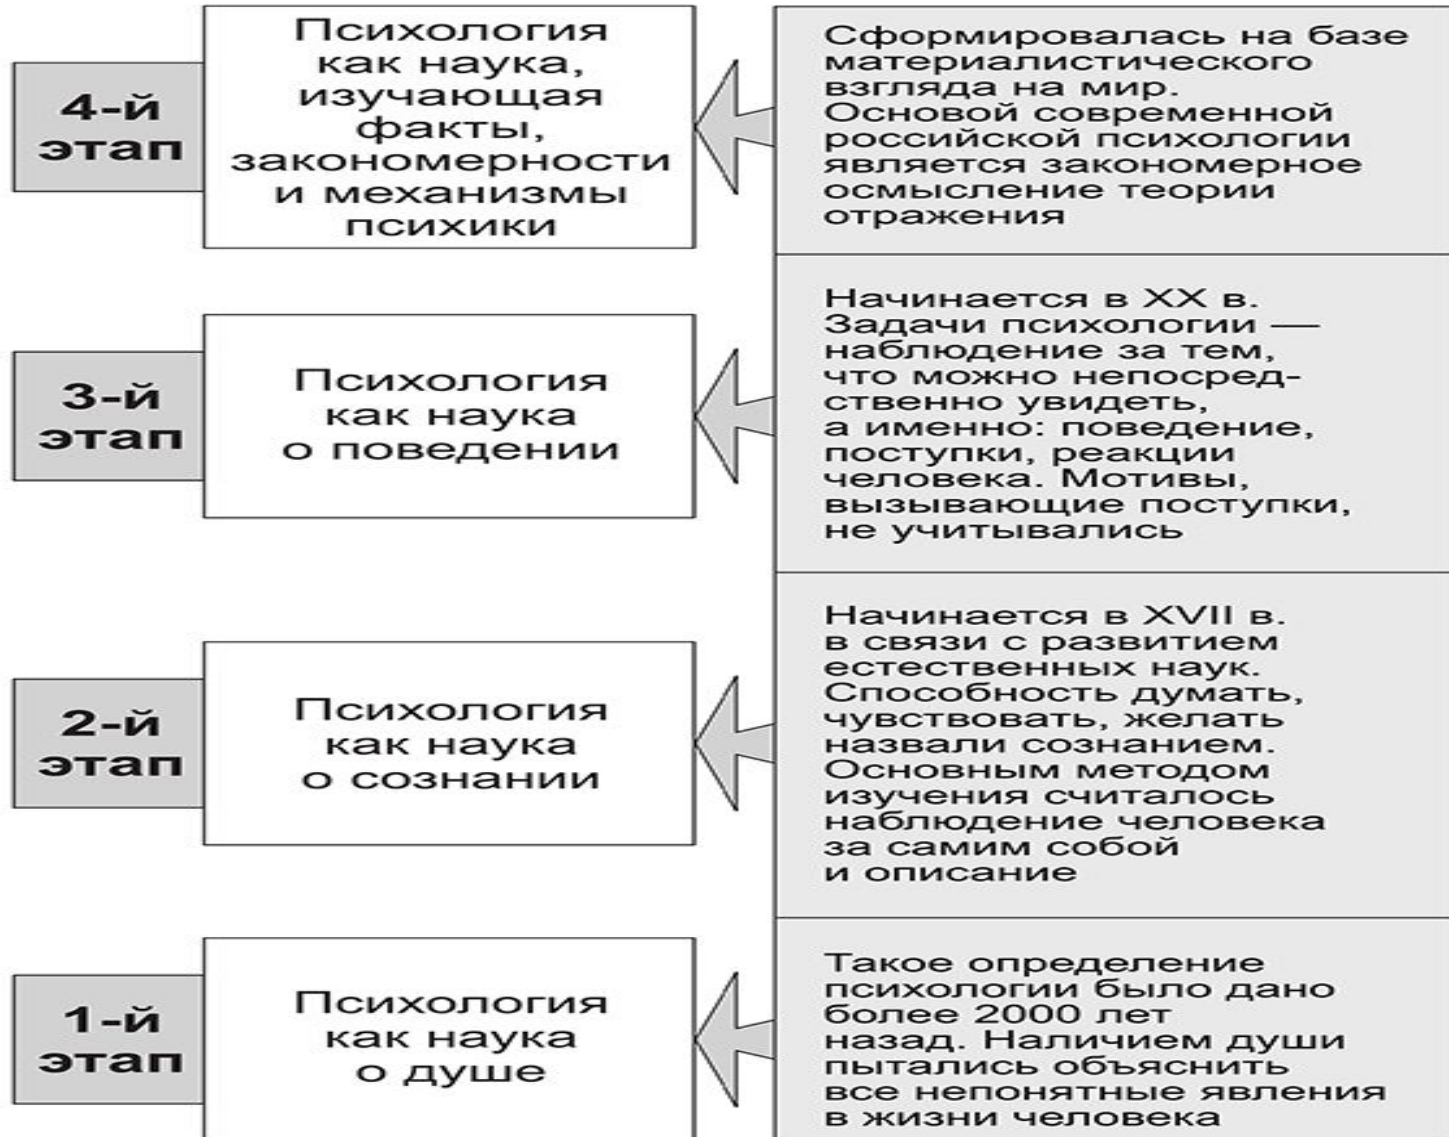 4-й
этап
Психология
как наука,
изучающая
факты,
закономерности
и механизмы
психики
Сформировалась на базе
материалистического
взгляда на мир.
Основой современной
российской психологии
является закономерное
осмысление теории
отражения
3-й
этап
Психология
как наука
о поведении
Начинается в XX в.
Задачи психологии —
наблюдение за тем,
что можно непосред-
ственно увидеть,
а именно: поведение,
поступки, реакции
человека. Мотивы,
вызывающие поступки,
не учитывались
2-й
этап
Психология
как наука
о сознании
Начинается в XVII в.
в связи с развитием
естественных наук.
Способность думать,
чувствовать, желать
назвали сознанием.
Основным методом
изучения считалось
наблюдение человека
за самим собой
и описание
1-й
этап
Психология
как наука
о душе
Такое определение
психологии было дано
более 2000 лет
назад. Наличием души
пытались объяснить
все непонятные явления
в жизни человека